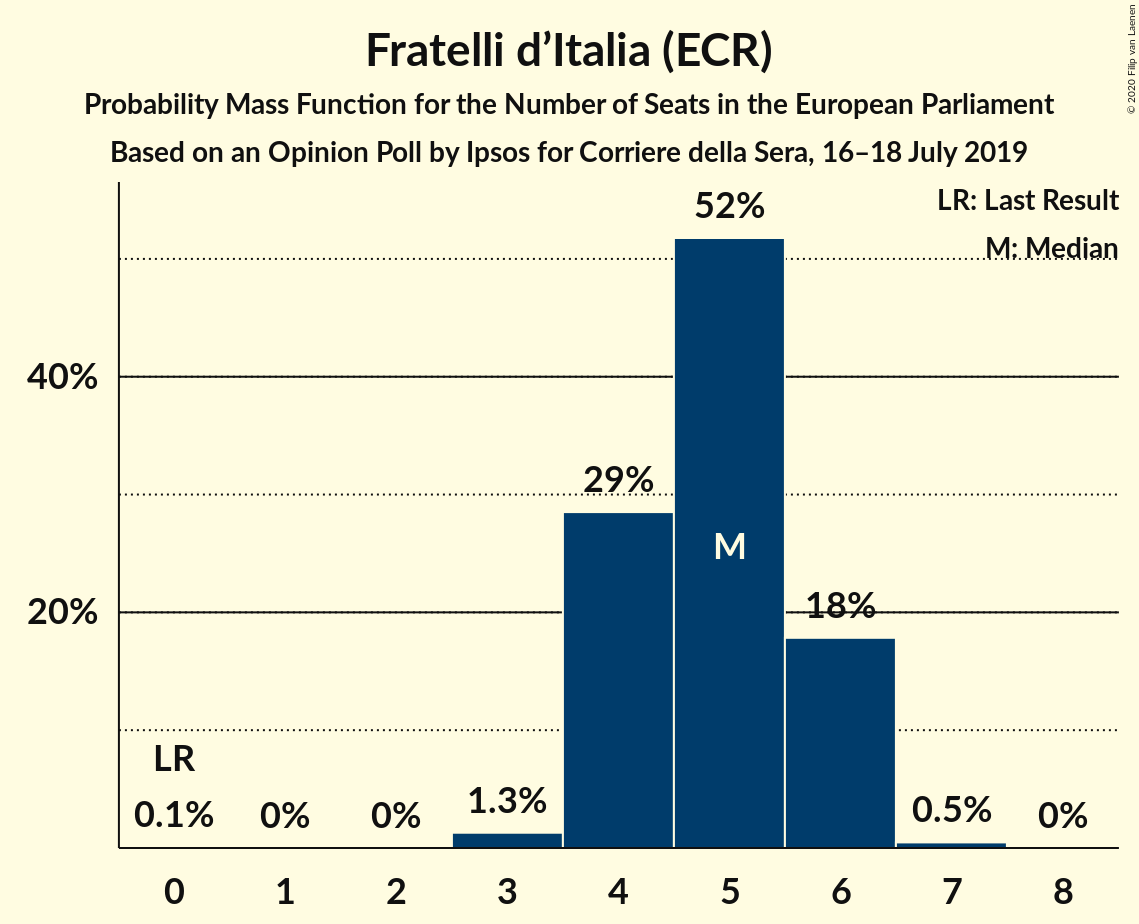 Fratelli d’Italia (ECR)
Probability Mass Function for the Number of Seats in the European Parliament
Based on an Opinion Poll by Ipsos for Corriere della Sera, 16–18 July 2019
© 2020 Filip van Laenen
LR: Last Result
M: Median
52%
40%
29%
M
20%
18%
LR
0.1%
0%
0%
1.3%
0.5%
0%
0 1 2 3 4 5 6 7 8